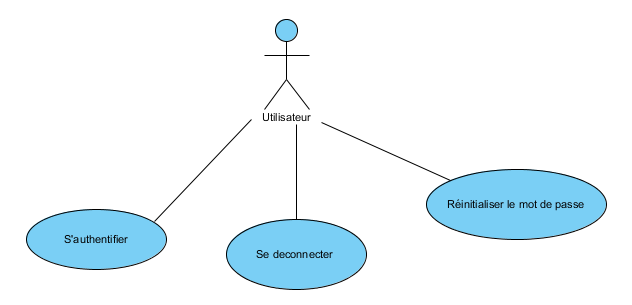 Utilisateur
S'authentifier
Se deconnecter
Réinitialiser le mot de passe